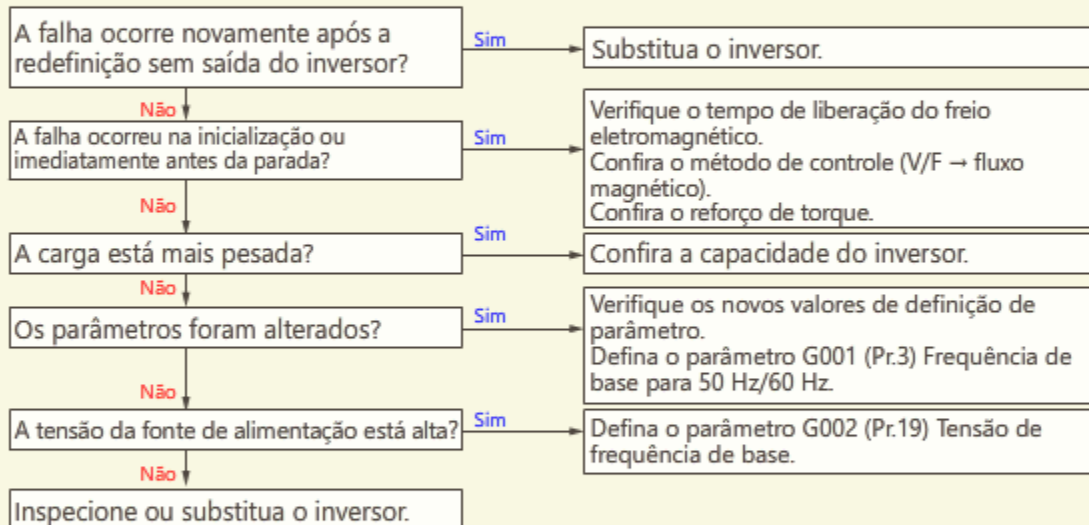 A falha ocorre novamente após a
redefinição sem saída do inversor?
Sim
Substitua o inversor.
Não
A falha ocorreu na inicialização ou
imediatamente antes da parada?
Sim
Verifique o tempo de liberação do freio
eletromagnético.
Confira o método de controle (V/F → fluxo
magnético).
Confira o reforço de torque.
Não
A carga está mais pesada?
Sim
Confira a capacidade do inversor.
Não
Os parâmetros foram alterados?
Sim
Verifique os novos valores de definição de
parâmetro.
Defina o parâmetro G001 (Pr.3) Frequência de
base para 50 Hz/60 Hz.
Não
A tensão da fonte de alimentação está alta?
Sim
Defina o parâmetro G002 (Pr.19) Tensão de
frequência de base.
Não
Inspecione ou substitua o inversor.